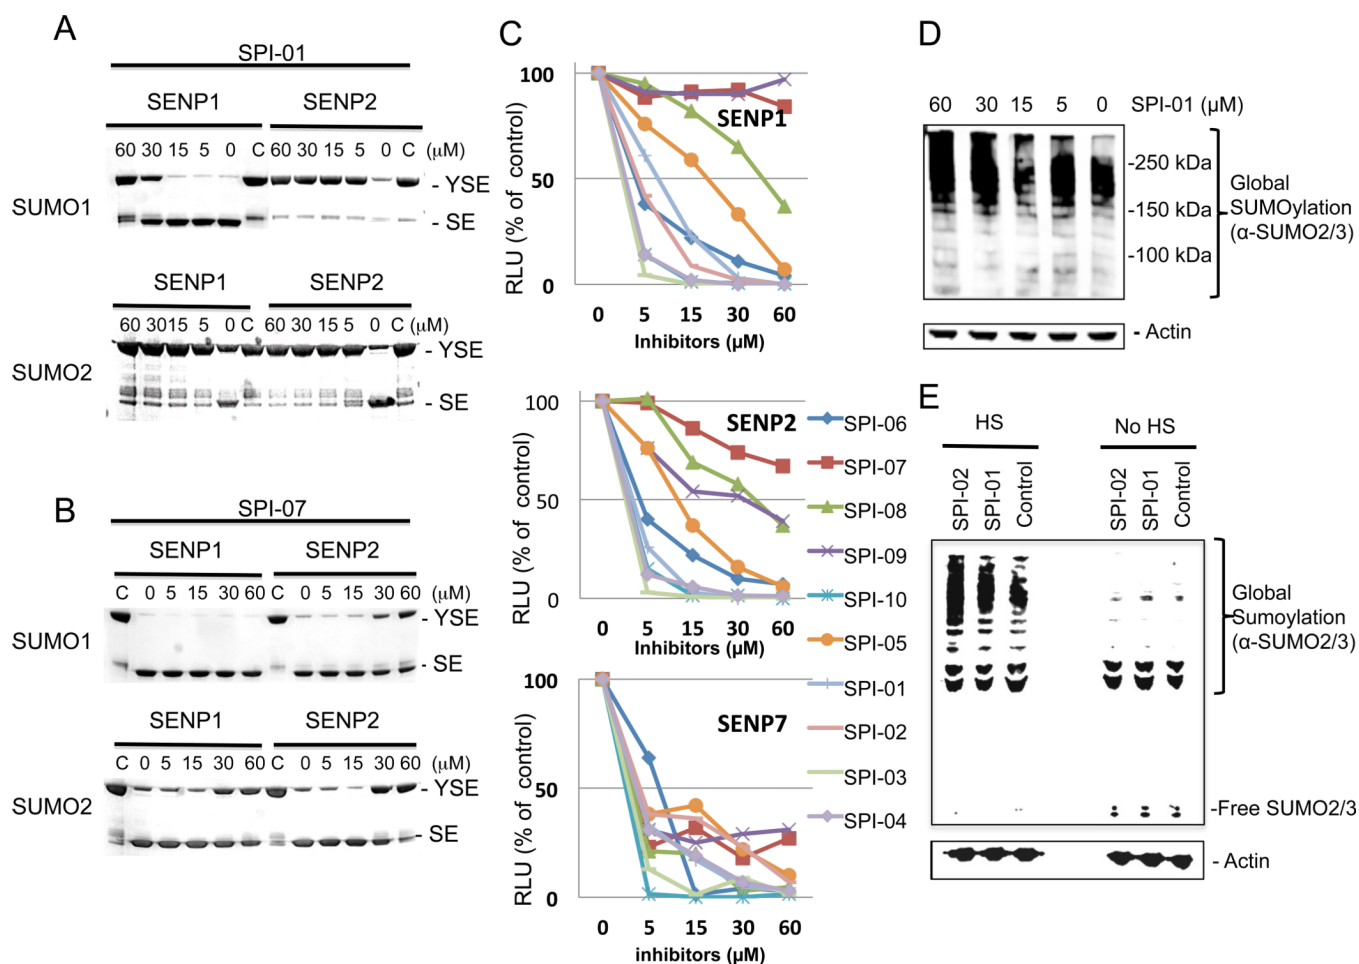 A
SPI-01
SENP1 SENP2
60 30 15 5 0 C 60 30 15 5 0 C (μM)
SUMO1
- YSE
- SE
SENP1 SENP2
60 30 15 5 0 C 60 30 15 5 0 C (μM)
SUMO2
- YSE
- SE
B
SPI-07
SENP1 SENP2
C 0 5 15 30 60 C 0 5 15 30 60 (μM)
SUMO1
- YSE
- SE
SENP1 SENP2
C 0 5 15 30 60 C 0 5 15 30 60 (μM)
SUMO2
- YSE
- SE
C
RLU (% of control)
100
50
0
SENP1
0 5 15 30 60
Inhibitors (μM)
RLU (% of control)
100
50
0
SENP2
0 5 15 30 60
Inhibitors (μM)
RLU (% of control)
100
50
0
SENP7
0 5 15 30 60
inhibitors (μM)
SPI-06
SPI-07
SPI-08
SPI-09
SPI-10
SPI-05
SPI-01
SPI-02
SPI-03
SPI-04
D
60 30 15 5 0 SPI-01 (μM)
-250 kDa
-150 kDa
-100 kDa
Global
SUMOylation
(α-SUMO2/3)
- Actin
E
HS No HS
SPI-02
SPI-01
Control
SPI-02
SPI-01
Control
Global
Sumoylation
(α-SUMO2/3)
-Free SUMO2/3
- Actin